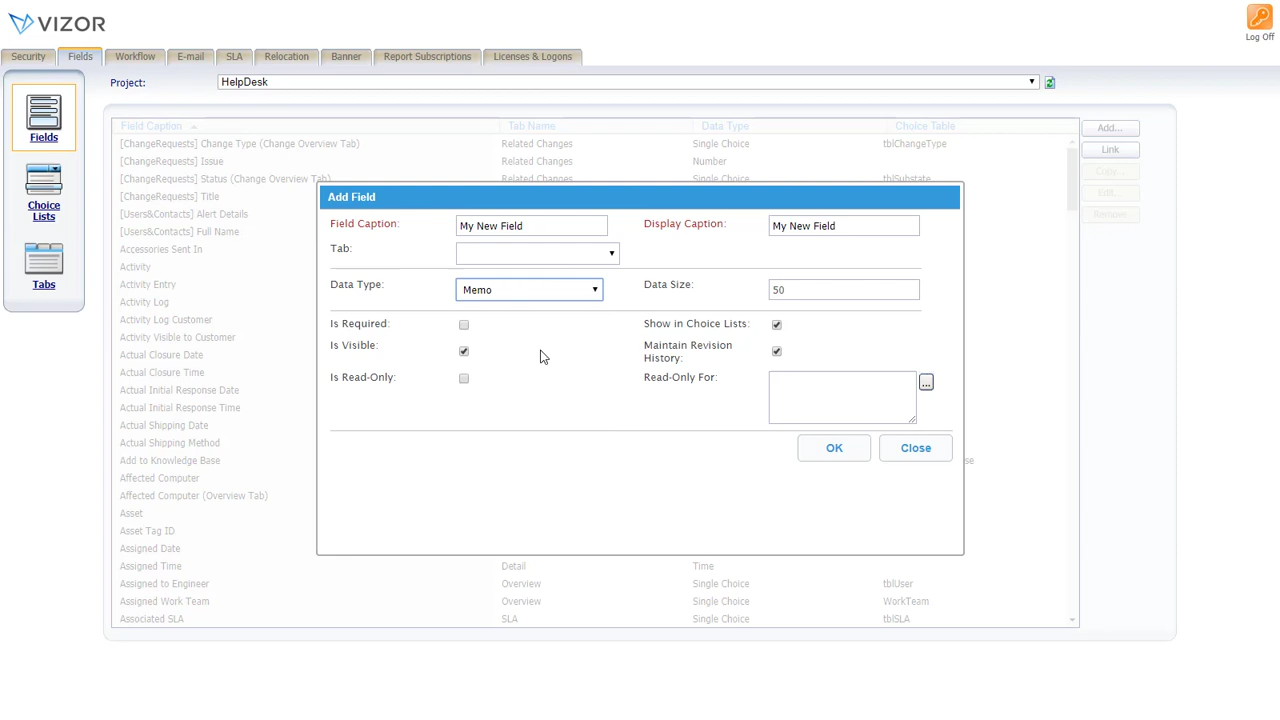 VIZOR
Log Off
Security Fields Workflow E-mail SLA Relocation Banner Report Subscriptions Licenses & Logons
Project: HelpDesk
Fields
Choice
Lists
Tabs
Field Caption Tab Name Data Type Choice Table
[ChangeRequests] Change Type (Change Overview Tab) Related Changes Single Choice tblChangeType
[ChangeRequests] Issue Related Changes Number
[ChangeRequests] Status (Change Overview Tab) Related Changes Single Choice tblSubstate
[ChangeRequests] Title
[Users&Contacts] Alert Details
[Users&Contacts] Full Name
Accessories Sent In
Activity
Activity Entry
Activity Log
Activity Log Customer
Activity Visible to Customer
Actual Closure Date
Actual Closure Time
Actual Initial Response Date
Actual Initial Response Time
Actual Shipping Date
Actual Shipping Method
Add to Knowledge Base
Affected Computer
Affected Computer (Overview Tab)
Asset
Asset Tag ID
Assigned Date
Assigned Time Detail Time
Assigned to Engineer Overview Single Choice tblUser
Assigned Work Team Overview Single Choice WorkTeam
Associated SLA SLA Single Choice tblSLA
Add...
Link
Copy...
Edit...
Remove
Add Field
Field Caption: My New Field Display Caption: My New Field
Tab:
Data Type: Memo Data Size: 50
Is Required: Show in Choice Lists:
Is Visible: Maintain Revision
History:
Is Read-Only: Read-Only For: ...
OK Close